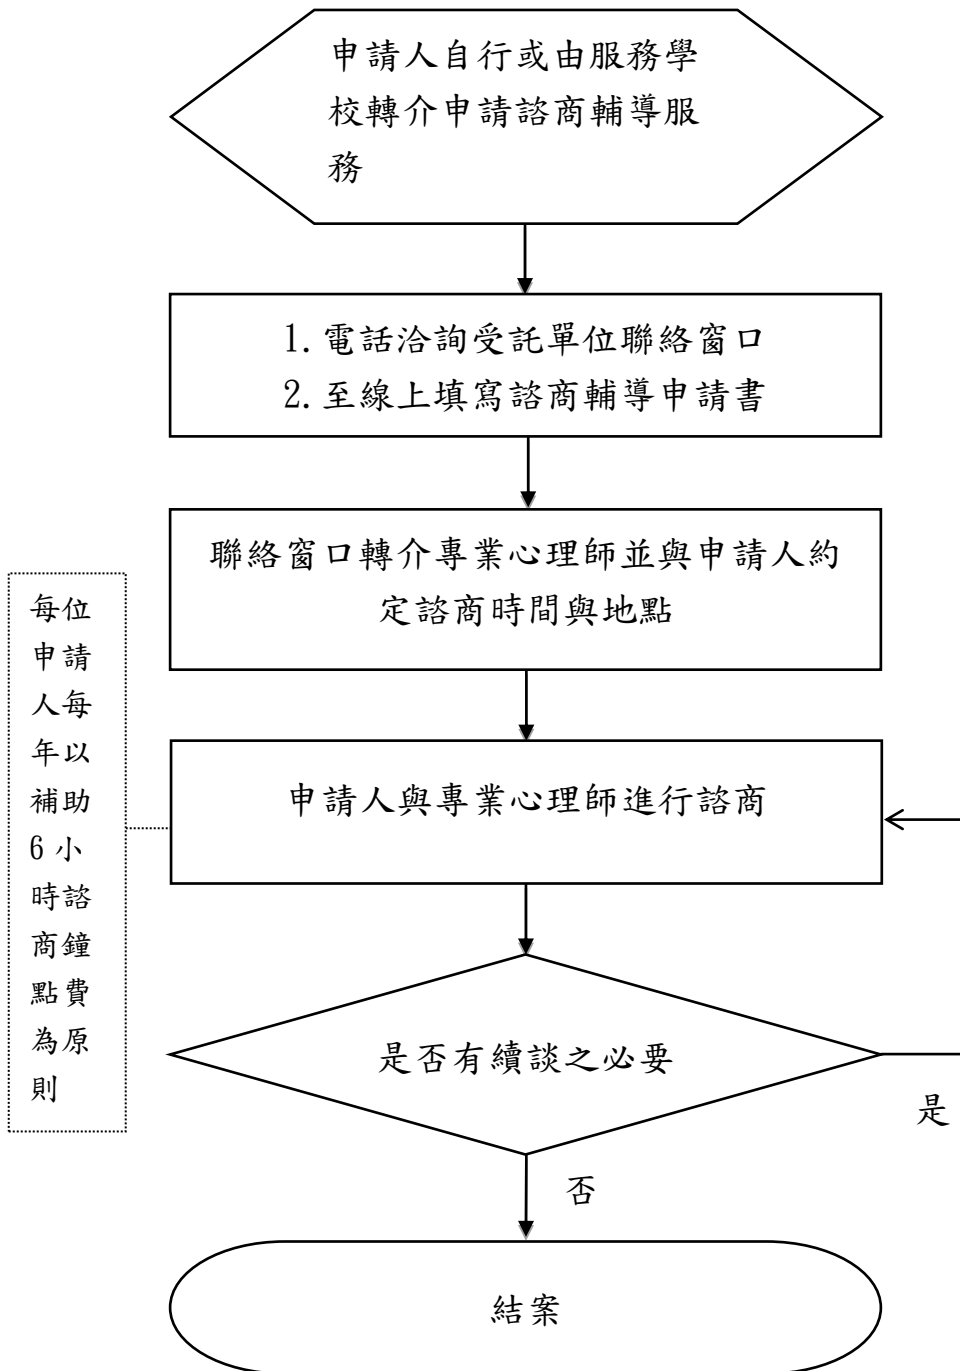 申請人自行或由服務學
校轉介申請諮商輔導服
務
1. 電話洽詢受託單位聯絡窗口
2. 至線上填寫諮商輔導申請書
聯絡窗口轉介專業心理師並與申請人約
定諮商時間與地點
每位
申請
人每
年以
補助
6 小
時諮
商鐘
點費
為原
則
申請人與專業心理師進行諮商
是否有續談之必要
是
否
結案